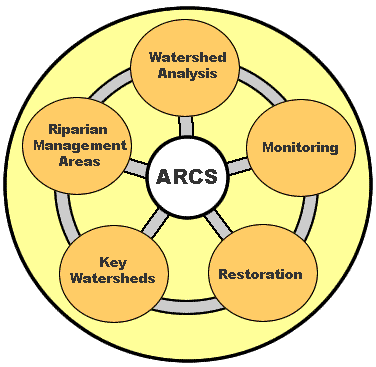 Watershed
Analysis
Riparian
Management
Areas
Monitoring
ARCS
Key
Watersheds
Restoration